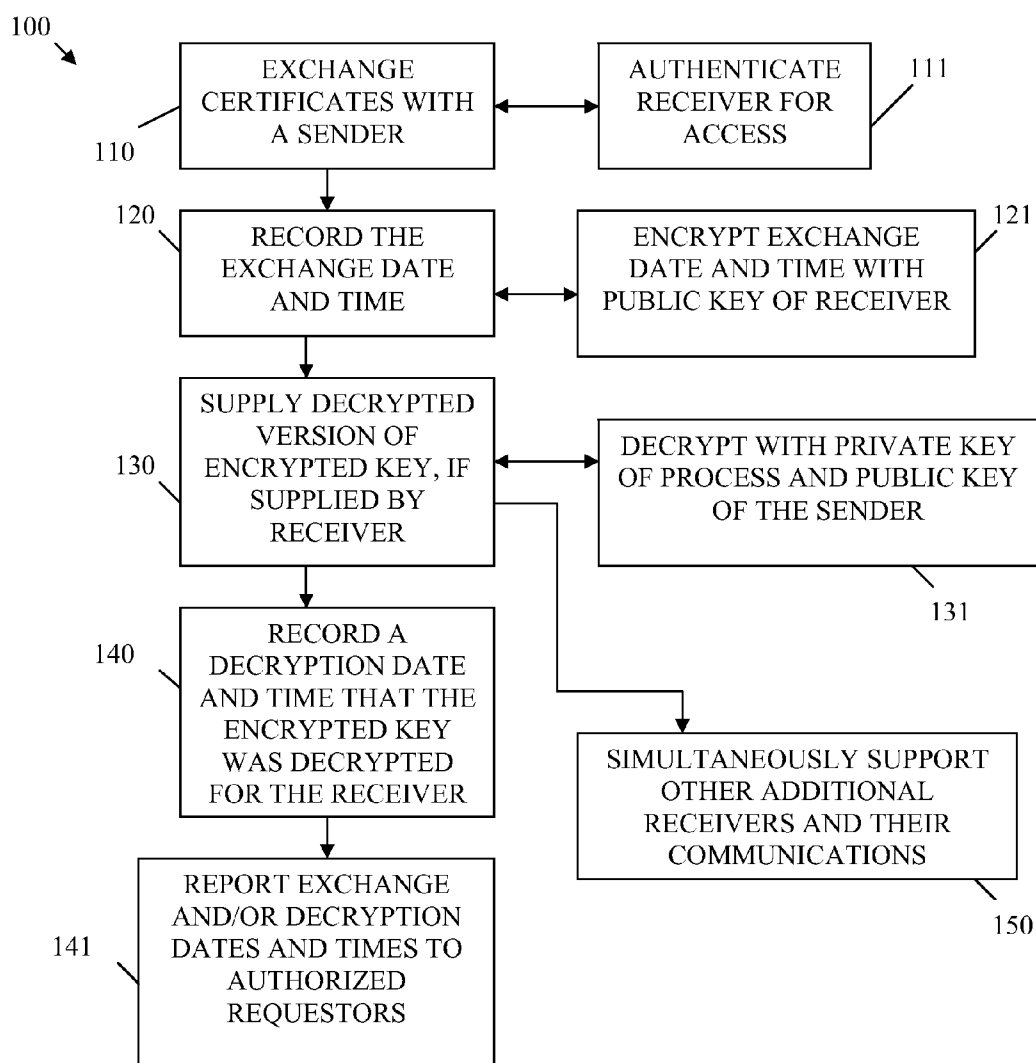 100
EXCHANGE
CERTIFICATES WITH
A SENDER
110
AUTHENTICATE
RECEIVER FOR
ACCESS
111
120
RECORD THE
EXCHANGE DATE
AND TIME
ENCRYPT EXCHANGE
DATE AND TIME WITH
PUBLIC KEY OF RECEIVER
121
SUPPLY DECRYPTED
VERSION OF
ENCRYPTED KEY, IF
SUPPLIED BY
RECEIVER
130
DECRYPT WITH PRIVATE KEY
OF PROCESS AND PUBLIC KEY
OF THE SENDER
131
140
RECORD A
DECRYPTION DATE
AND TIME THAT THE
ENCRYPTED KEY
WAS DECRYPTED
FOR THE RECEIVER
SIMULTANEOUSLY SUPPORT
OTHER ADDITIONAL
RECEIVERS AND THEIR
COMMUNICATIONS
150
141
REPORT EXCHANGE
AND/OR DECRYPTION
DATES AND TIMES TO
AUTHORIZED
REQUESTORS